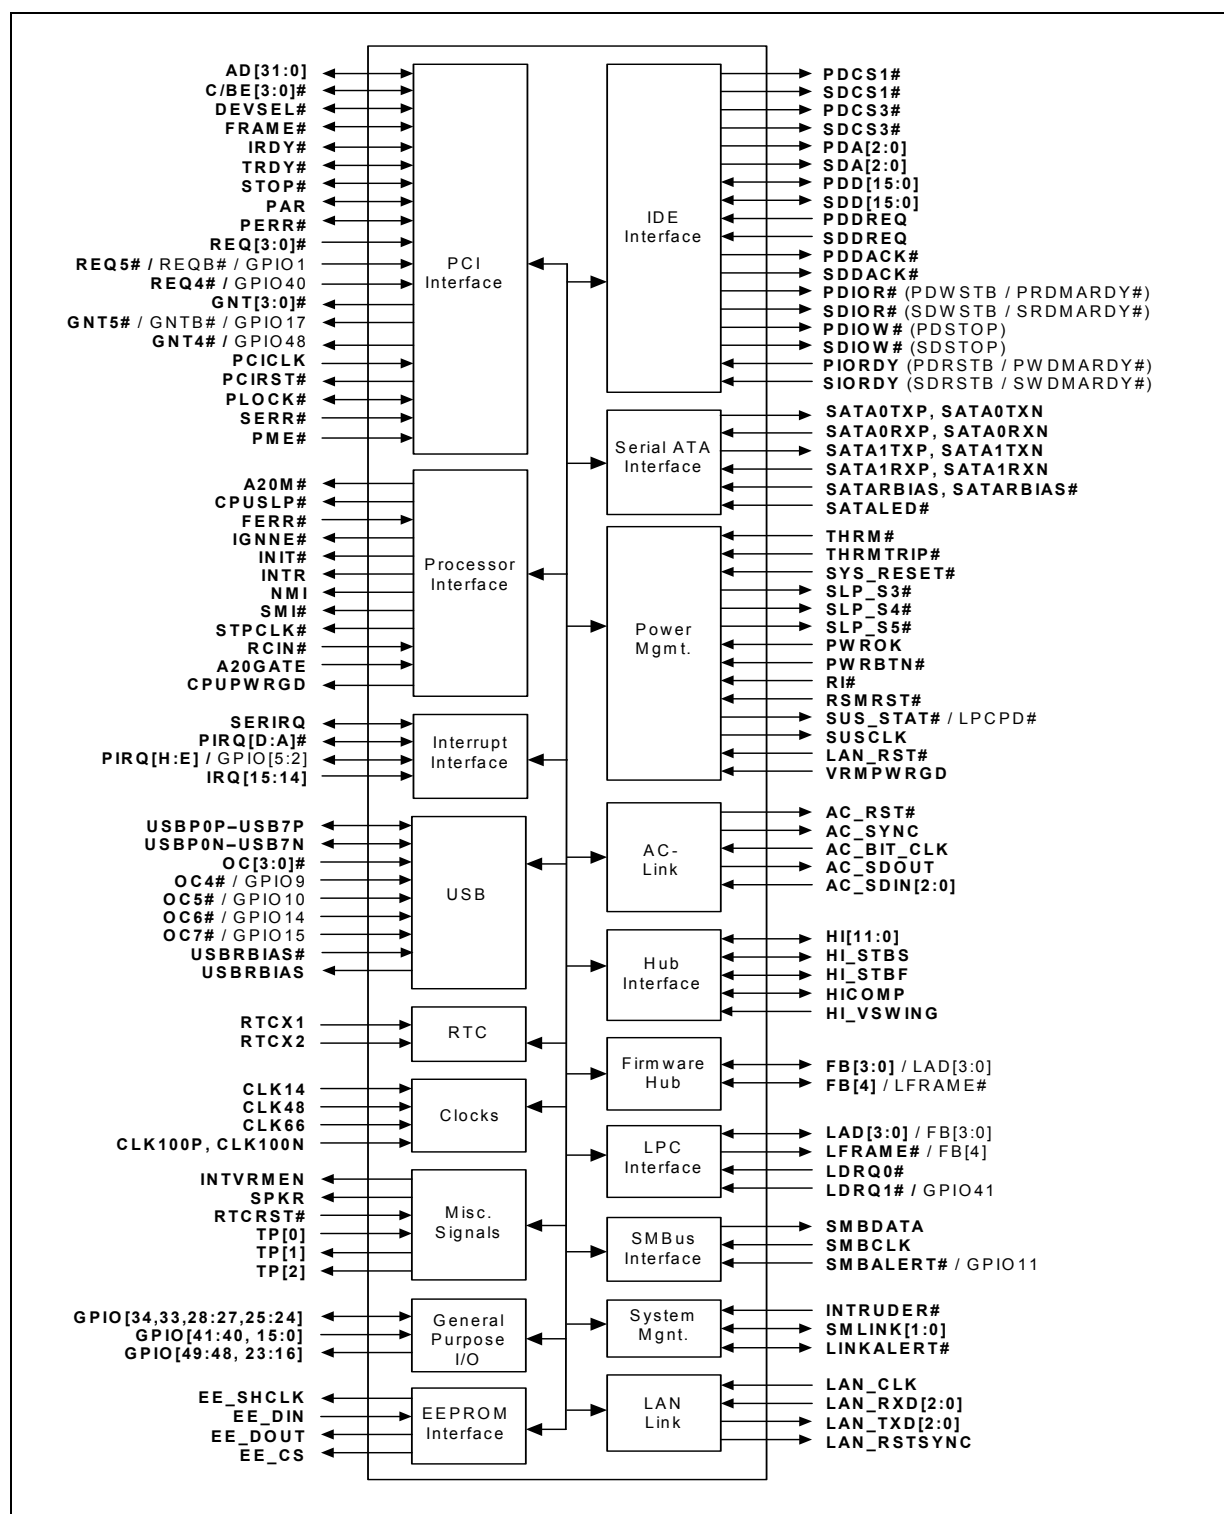 AD[31:0]
C/BE[3:0]#
DEVSEL#
FRAME#
IRDY#
TRDY#
STOP#
PAR
PERR#
REQ[3:0]#
REQ5# / REQB# / GPIO1
REQ4# / GPIO40
GNT[3:0]#
GNT5# / GNTB# / GPIO17
GNT4# / GPIO48
PCICLK
PCIRST#
PLOCK#
SERR#
PME#
PCI
Interface
A20M#
CPUSLP#
FERR#
IGNNE#
INIT#
INTR
NMI
SMI#
STPCLK#
RCIN#
A20GATE
CPUPWRGD
Processor
Interface
SERIRQ
PIRQ[D:A]#
PIRQ[H:E] / GPIO[5:2]
IRQ[15:14]
Interrupt
Interface
USBP0P–USB7P
USBP0N–USB7N
OC[3:0]#
OC4# / GPIO9
OC5# / GPIO10
OC6# / GPIO14
OC7# / GPIO15
USBRBIAS#
USBRBIAS
USB
RTCX1
RTCX2
RTC
CLK14
CLK48
CLK66
CLK100P, CLK100N
Clocks
INTVRMEN
SPKR
RTCRST#
TP[0]
TP[1]
TP[2]
Misc.
Signals
GPIO[34,33,28:27,25:24]
GPIO[41:40, 15:0]
GPIO[49:48, 23:16]
General
Purpose
I/O
EE_SHCLK
EE_DIN
EE_DOUT
EE_CS
EEPROM
Interface
IDE
Interface
PDCS1#
SDCS1#
PDCS3#
SDCS3#
PDA[2:0]
SDA[2:0]
PDD[15:0]
SDD[15:0]
PDDREQ
SDDREQ
PDDACK#
SDDACK#
PDIOR# (PDWSTB / PRDMARDY#)
SDIOR# (SDWSTB / SRDMARDY#)
PDIOW# (PDSTOP)
SDIOW# (SDSTOP)
PIORDY (PDRSTB / PWDMARDY#)
SIORDY (SDRSTB / SWDMARDY#)
Serial ATA
Interface
SATA0TXP, SATA0TXN
SATA0RXP, SATA0RXN
SATA1TXP, SATA1TXN
SATA1RXP, SATA1RXN
SATARBIAS, SATARBIAS#
SATALED#
Power
Mgmt.
THRM#
THRMTRIP#
SYS_RESET#
SLP_S3#
SLP_S4#
SLP_S5#
PWROK
PWRBTN#
RI#
RSMRST#
SUS_STAT# / LPCPD#
SUSCLK
LAN_RST#
VRMPWRGD
AC-
Link
AC_RST#
AC_SYNC
AC_BIT_CLK
AC_SDOUT
AC_SDIN[2:0]
Hub
Interface
HI[11:0]
HI_STBS
HI_STBF
HICOMP
HI_VSWING
Firmware
Hub
FB[3:0] / LAD[3:0]
FB[4] / LFRAME#
LPC
Interface
LAD[3:0] / FB[3:0]
LFRAME# / FB[4]
LDRQ0#
LDRQ1# / GPIO41
SMBus
Interface
SMBDATA
SMBCLK
SMBALERT# / GPIO11
System
Mgnt.
INTRUDER#
SMLINK[1:0]
LINKALERT#
LAN
Link
LAN_CLK
LAN_RXD[2:0]
LAN_TXD[2:0]
LAN_RSTSYNC